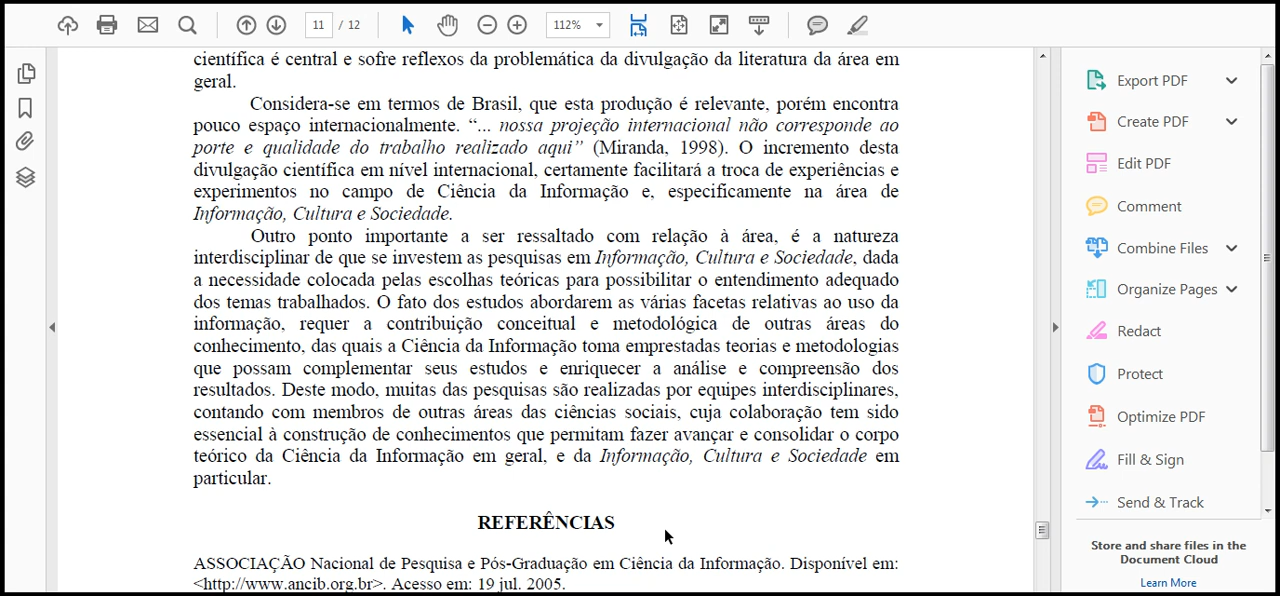 11 / 12
112%
científica é central e sofre reflexos da problemática da divulgação da literatura da área em
geral.
Considera-se em termos de Brasil, que esta produção é relevante, porém encontra
pouco espaço internacionalmente. “... nossa projeção internacional não corresponde ao
porte e qualidade do trabalho realizado aqui” (Miranda, 1998). O incremento desta
divulgação científica em nível internacional, certamente facilitará a troca de experiências e
experimentos no campo de Ciência da Informação e, especificamente na área de
Informação, Cultura e Sociedade.
Outro ponto importante a ser ressaltado com relação à área, é a natureza
interdisciplinar de que se investem as pesquisas em Informação, Cultura e Sociedade, dada
a necessidade colocada pelas escolhas teóricas para possibilitar o entendimento adequado
dos temas trabalhados. O fato dos estudos abordarem as várias facetas relativas ao uso da
informação, requer a contribuição conceitual e metodológica de outras áreas do
conhecimento, das quais a Ciência da Informação toma emprestadas teorias e metodologias
que possam complementar seus estudos e enriquecer a análise e compreensão dos
resultados. Deste modo, muitas das pesquisas são realizadas por equipes interdisciplinares,
contando com membros de outras áreas das ciências sociais, cuja colaboração tem sido
essencial à construção de conhecimentos que permitam fazer avançar e consolidar o corpo
teórico da Ciência da Informação em geral, e da Informação, Cultura e Sociedade em
particular.
REFERÊNCIAS
ASSOCIAÇÃO Nacional de Pesquisa e Pós-Graduação em Ciência da Informação. Disponível em:
<http://www.ancib.org.br>. Acesso em: 19 jul. 2005.
Export PDF
Create PDF
Edit PDF
Comment
Combine Files
Organize Pages
Redact
Protect
Optimize PDF
Fill & Sign
Send & Track
Store and share files in the
Document Cloud
Learn More